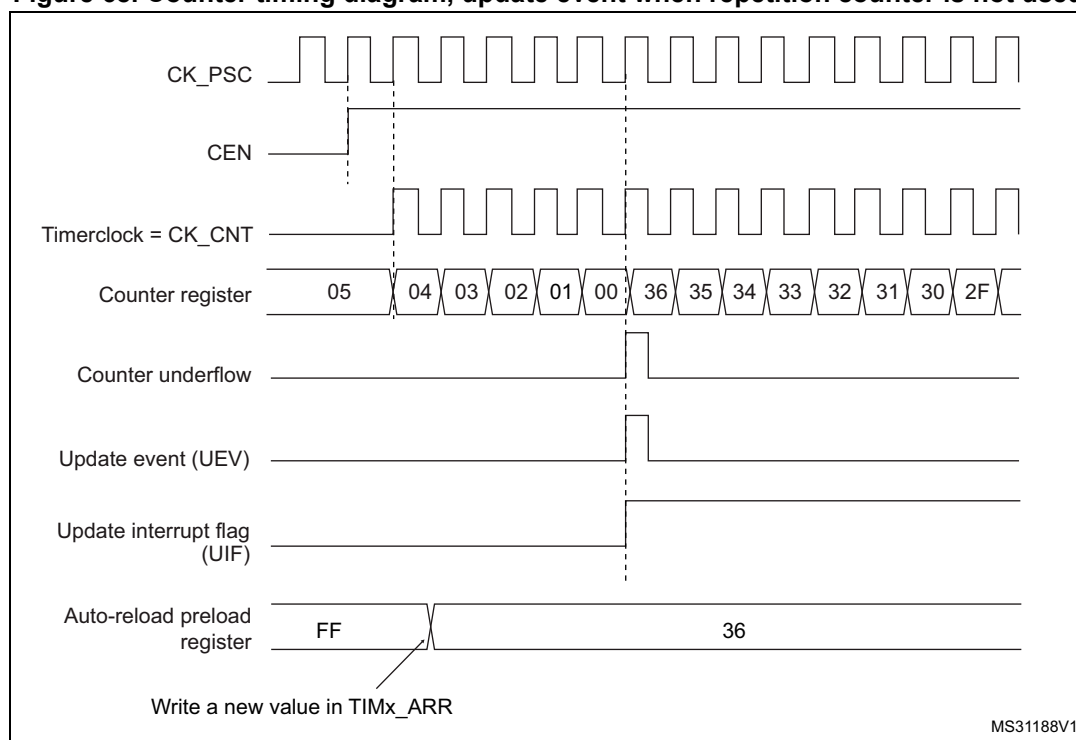 Figure 63. Counter timing diagram, update event when repetition counter is not used
CK_PSC
CEN
Timerclock = CK_CNT
Counter register 05 04 03 02 01 00 36 35 34 33 32 31 30 2F
Counter underflow
Update event (UEV)
Update interrupt flag
(UIF)
Auto-reload preload
register
FF 36
Write a new value in TIMx_ARR
MS31188V1